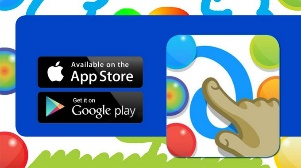 Available on the
App Store
Get it on
Google play